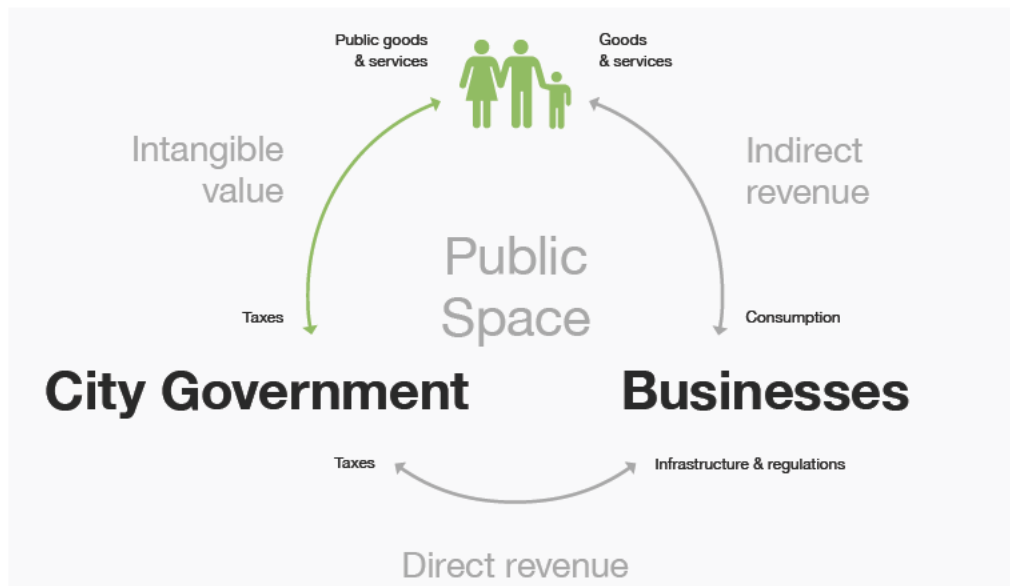 Public goods
& services
Goods
& services
Intangible
value
Indirect
revenue
Public
Space
Taxes
Consumption
City Government
Businesses
Taxes
Infrastructure & regulations
Direct revenue